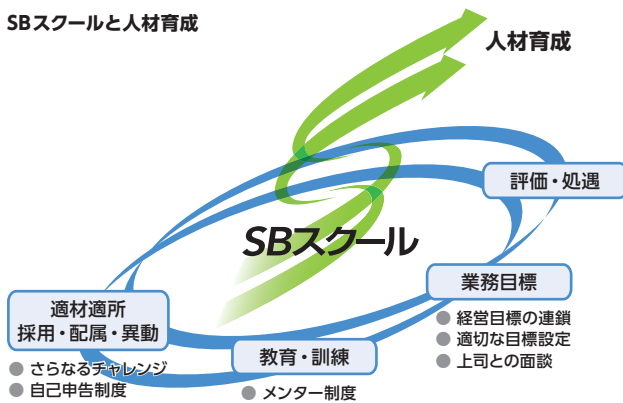 SBスクールと人材育成
人材育成
評価・処遇
SBスクール
業務目標
● 経営目標の連鎖
● 適切な目標設定
● 上司との面談
適材適所
採用・配属・異動
● さらなるチャレンジ
● 自己申告制度
教育・訓練
● メンター制度